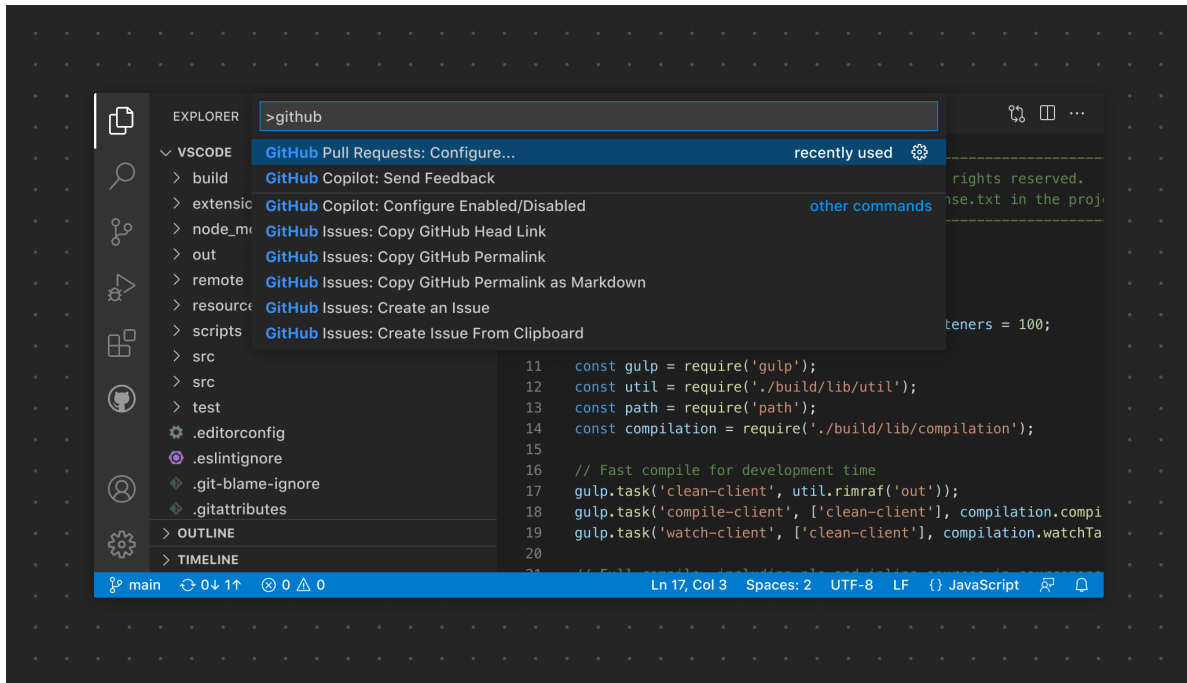 EXPLORER
>github
VSCODE
GitHub Pull Requests: Configure...
recently used
build
GitHub Copilot: Send Feedback
rights reserved.
GitHub Copilot: Configure Enabled/Disabled
other commands
in the
GitHub Issues: Copy GitHub Head Link
out
GitHub Issues: Copy GitHub Permalink
remote
GitHub Issues: Copy GitHub Permalink as Markdown
GitHub Issues: Create an Issue
scripts
GitHub Issues: Create Issue From Clipboard
= 100;
src
11 const gulp = require('gulp');
src
12 const util = require('./build/lib/util');
test
13 const path = require('path');
.editorconfig
14 const compilation = require('./build/lib/compilation');
15
.eslintignore
16 // Fast compile for development time
.git-blame-ignore
17 gulp.task('clean-client', util.rimraf('out'));
.gitattributes
18 gulp.task('compile-client', ['clean-client'], compilation.compi
OUTLINE
19 gulp.task('watch-client', ['clean-client'], compilation.watchTa
20
TIMELINE
main 0↓ 1↑ 0 0
Ln 17, Col 3 Spaces: 2 UTF-8 LF {} JavaScript